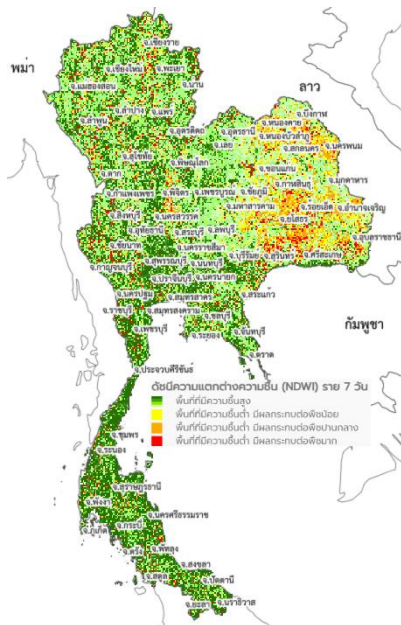 พม่า
ลาว
กัมพูชา
จ.เชียงราย
จ.เชียงใหม่
จ.พะเยา
จ.แม่ฮ่องสอน
จ.น่าน
จ.ลำปาง
จ.แพร่
จ.ลำพูน
จ.อุตรดิตถ์
จ.อุดรธานี
จ.บึงกาฬ
จ.หนองคาย
จ.หนองบัวลำภู
จ.เลย
จ.สกลนคร
จ.นครพนม
จ.สุโขทัย
จ.พิษณุโลก
จ.ขอนแก่น
จ.ตาก
จ.มุกดาหาร
จ.กำแพงเพชร
จ.พิจิตร
จ.เพชรบูรณ์
จ.ชัยภูมิ
จ.กาฬสินธุ์
จ.มหาสารคาม
จ.ร้อยเอ็ด
จ.อำนาจเจริญ
จ.สิงห์บุรี
จ.นครสวรรค์
จ.ยโสธร
จ.อุทัยธานี
จ.สระบุรี
จ.ลพบุรี
จ.อุบลราชธานี
จ.ชัยนาท
จ.นครราชสีมา
จ.บุรีรัมย์
จ.สุรินทร์
จ.ศรีสะเกษ
จ.กาญจนบุรี
จ.สุพรรณบุรี
จ.นนทบุรี
จ.ปราจีนบุรี
จ.นครนายก
จ.นครปฐม
จ.สมุทรสาคร
จ.สระแก้ว
จ.ราชบุรี
จ.สมุทรสงคราม
จ.ชลบุรี
จ.เพชรบุรี
จ.ระยอง
จ.จันทบุรี
จ.ตราด
จ.ประจวบคีรีขันธ์
ดัชนีความแตกต่างความชื้น (NDWI) ราย 7 วัน
พื้นที่ที่มีความชื้นสูง
พื้นที่ที่มีความชื้นต่ำ มีผลกระทบต่อพืชน้อย
พื้นที่ที่มีความชื้นต่ำ มีผลกระทบต่อพืชปานกลาง
พื้นที่ที่มีความชื้นต่ำ มีผลกระทบต่อพืชมาก
จ.ชุมพร
จ.ระนอง
จ.สุราษฎร์ธานี
จ.พังงา
จ.นครศรีธรรมราช
จ.ภูเก็ต
จ.กระบี่
จ.ตรัง
จ.พัทลุง
จ.สงขลา
จ.สตูล
จ.ปัตตานี
จ.ยะลา
จ.นราธิวาส